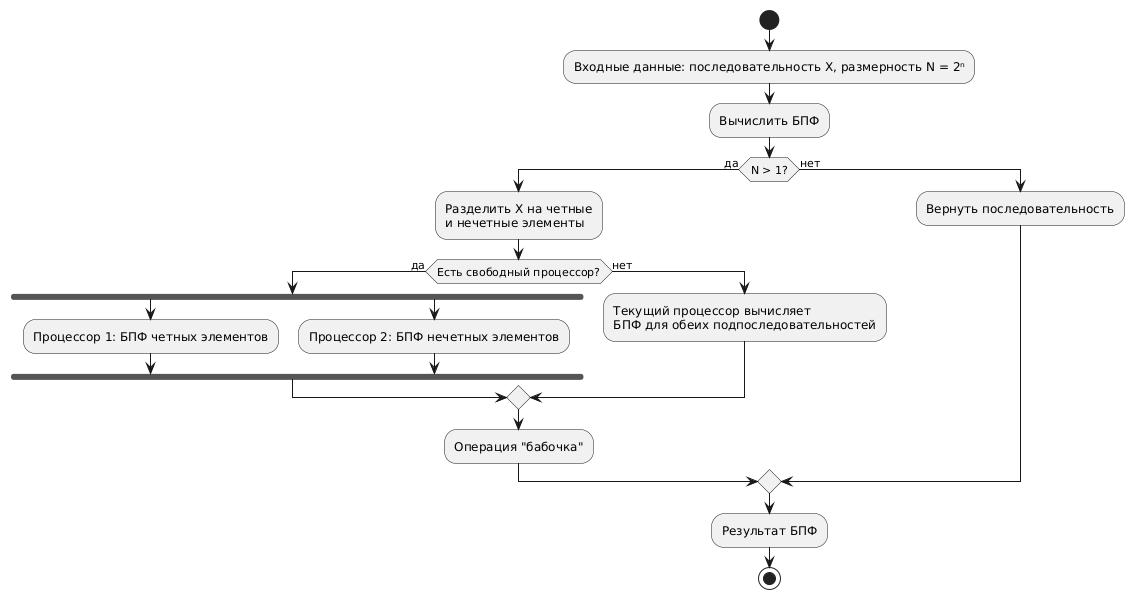 Входные данные: последовательность X, размерность N = 2ⁿ
Вычислить БПФ
да
N > 1?
нет
Разделить X на четные
и нечетные элементы
Вернуть последовательность
да
Есть свободный процессор?
нет
Процессор 1: БПФ четных элементов
Процессор 2: БПФ нечетных элементов
Текущий процессор вычисляет
БПФ для обеих подпоследовательностей
Операция "бабочка"
Результат БПФ